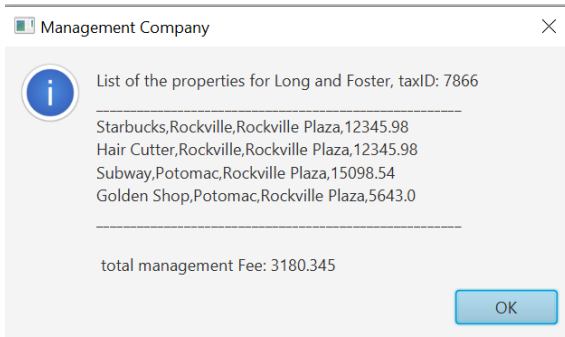 Management Company
List of the properties for Long and Foster, taxID: 7866
______________________________________________________
Starbucks,Rockville,Rockville Plaza,12345.98
Hair Cutter,Rockville,Rockville Plaza,12345.98
Subway,Potomac,Rockville Plaza,15098.54
Golden Shop,Potomac,Rockville Plaza,5643.0
______________________________________________________
total management Fee: 3180.345
OK